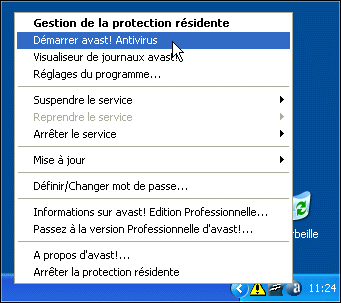 Gestion de la protection résidente
Démarrer avast! Antivirus
Visualiseur de journaux avast!
Réglages du programme...
Suspendre le service
Reprendre le service
Arrêter le service
Mise à jour
Définir/Changer mot de passe...
Informations sur avast! Edition Professionnelle...
Passez à la version Professionnelle d'avast!...
A propos d'avast!...
Arrêter la protection résidente
rbeille
a
11:24